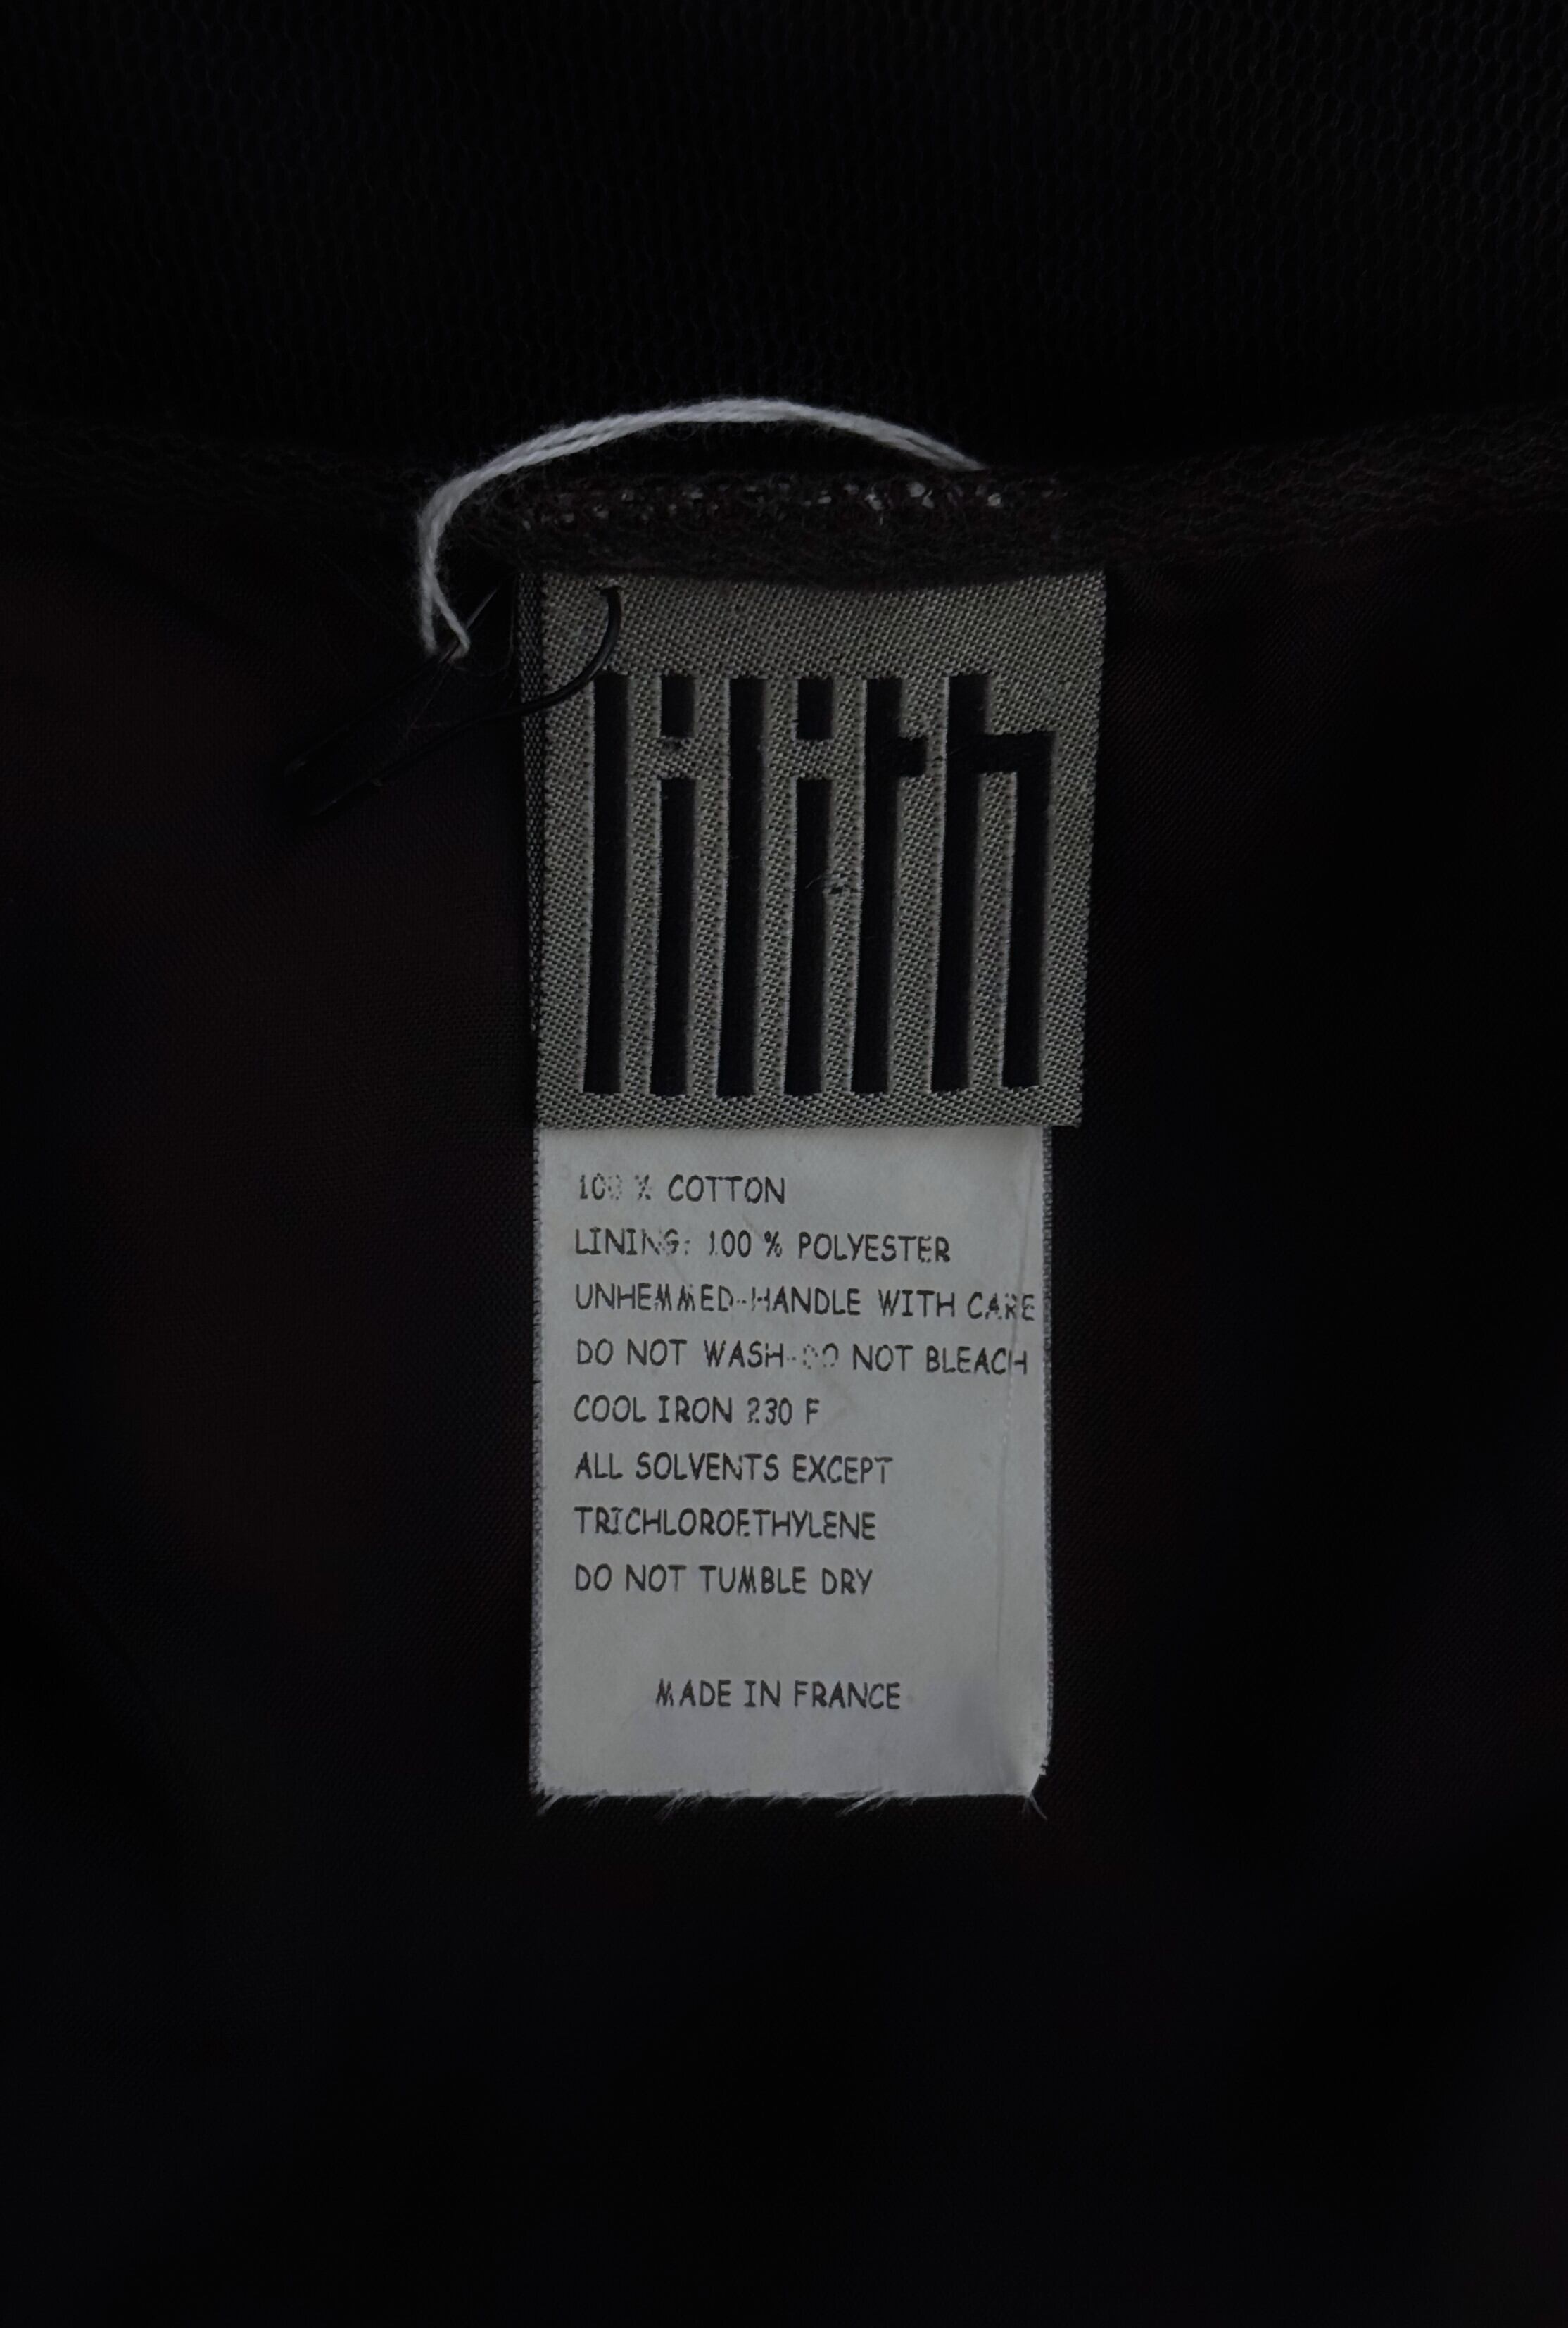 lilith
100 % COTTON
LINING: 100 % POLYESTER
UNHEMMED-HANDLE WITH CARE
DO NOT WASH-DO NOT BLEACH
COOL IRON 230 F
ALL SOLVENTS EXCEPT
TRICHLOROETHYLENE
DO NOT TUMBLE DRY
MADE IN FRANCE